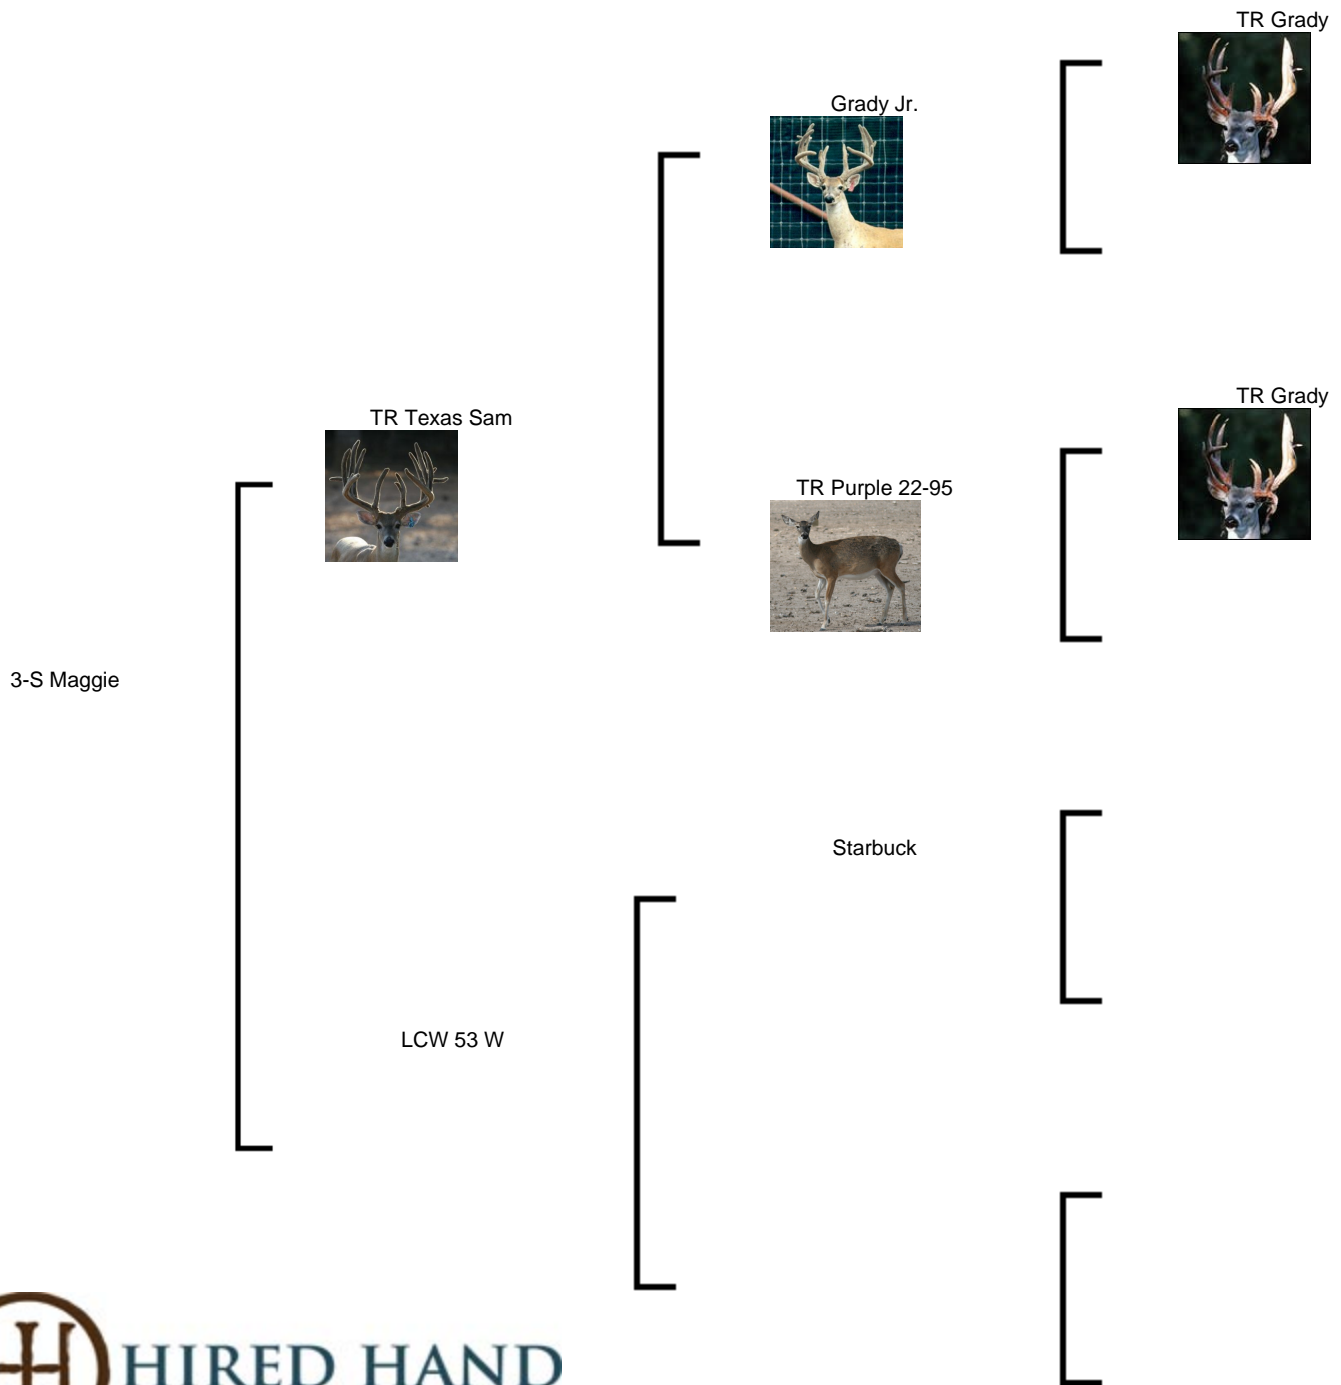 TR Grady
Grady Jr.
TR Grady
TR Texas Sam
TR Purple 22-95
3-S Maggie
Starbuck
LCW 53 W
H HIRED HAND